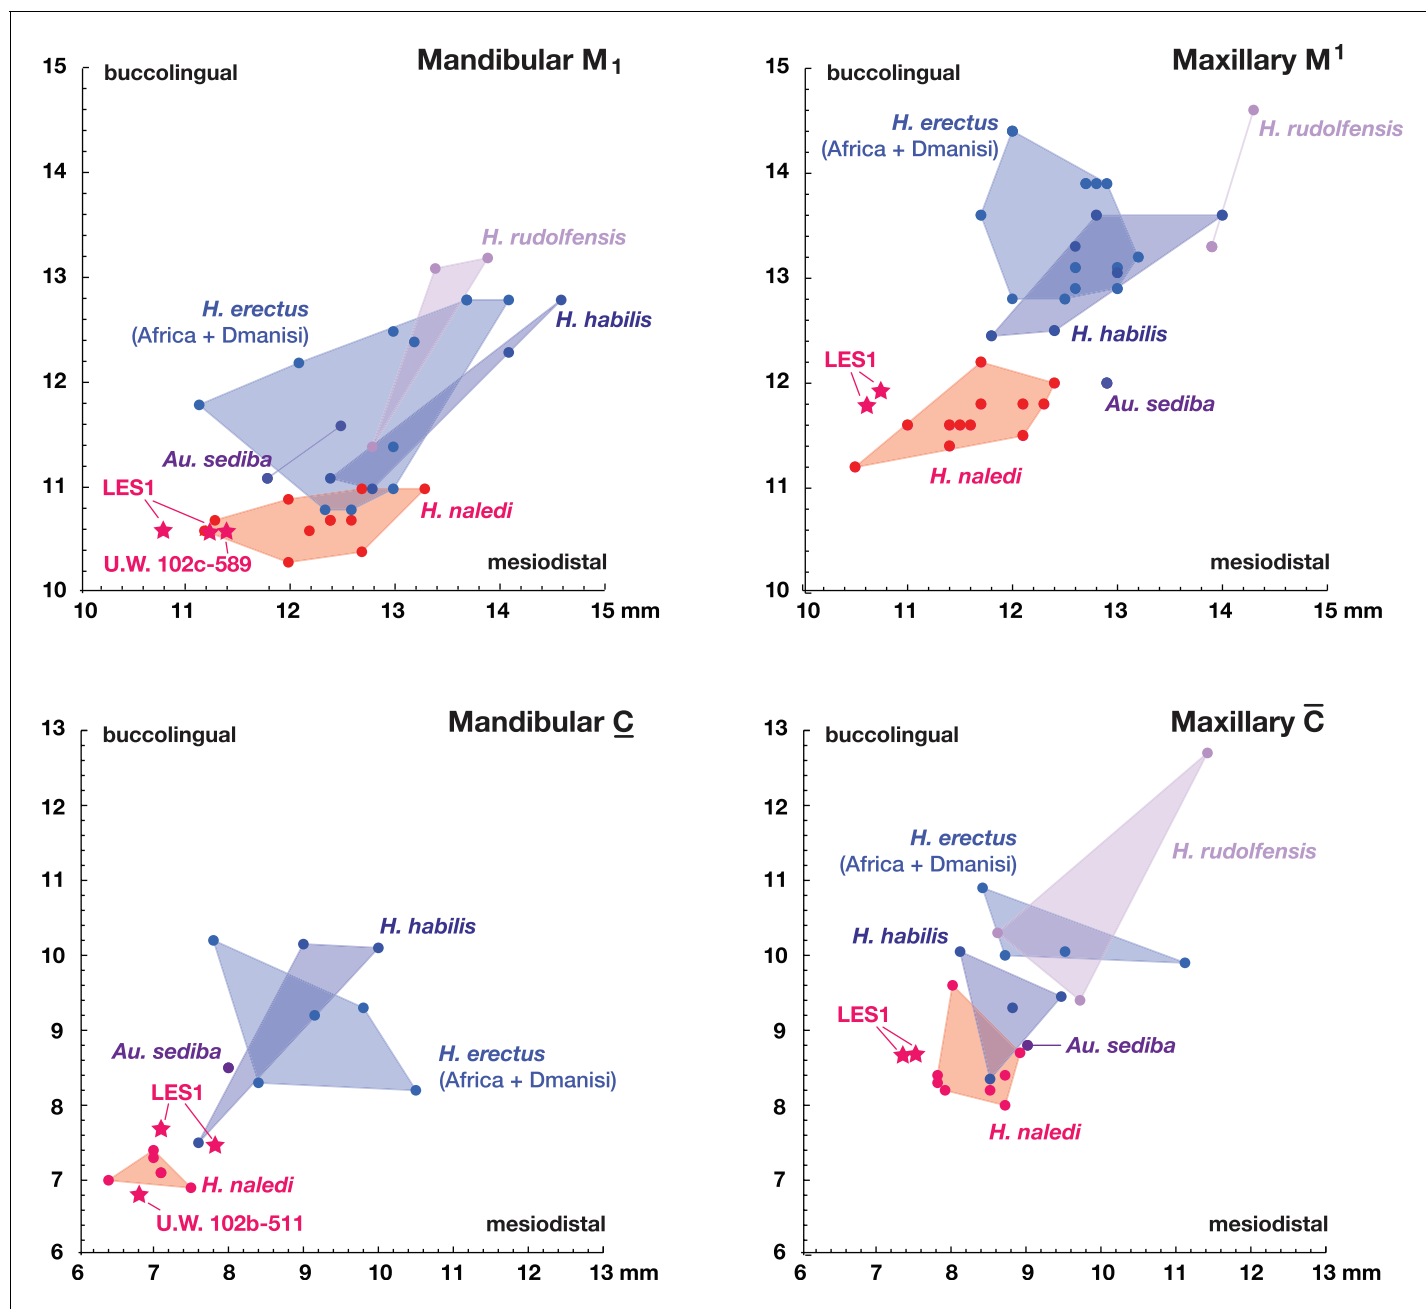 Mandibular M1
buccolingual
15
14
13
12
11
10
H. rudolfensis
H. erectus
(Africa + Dmanisi)
H. habilis
Au. sediba
LES1
H. naledi
U.W. 102c-589
mesiodistal
10 11 12 13 14 15 mm
Maxillary M1
buccolingual
15
14
13
12
11
10
H. erectus
(Africa + Dmanisi)
H. rudolfensis
H. habilis
LES1
Au. sediba
H. naledi
mesiodistal
10 11 12 13 14 15 mm
Mandibular C
buccolingual
13
12
11
10
9
8
7
6
H. habilis
Au. sediba
H. erectus
(Africa + Dmanisi)
LES1
H. naledi
U.W. 102b-511
mesiodistal
6 7 8 9 10 11 12 13 mm
Maxillary C
buccolingual
13
12
11
10
9
8
7
6
H. erectus
(Africa + Dmanisi)
H. rudolfensis
H. habilis
LES1
Au. sediba
H. naledi
mesiodistal
6 7 8 9 10 11 12 13 mm